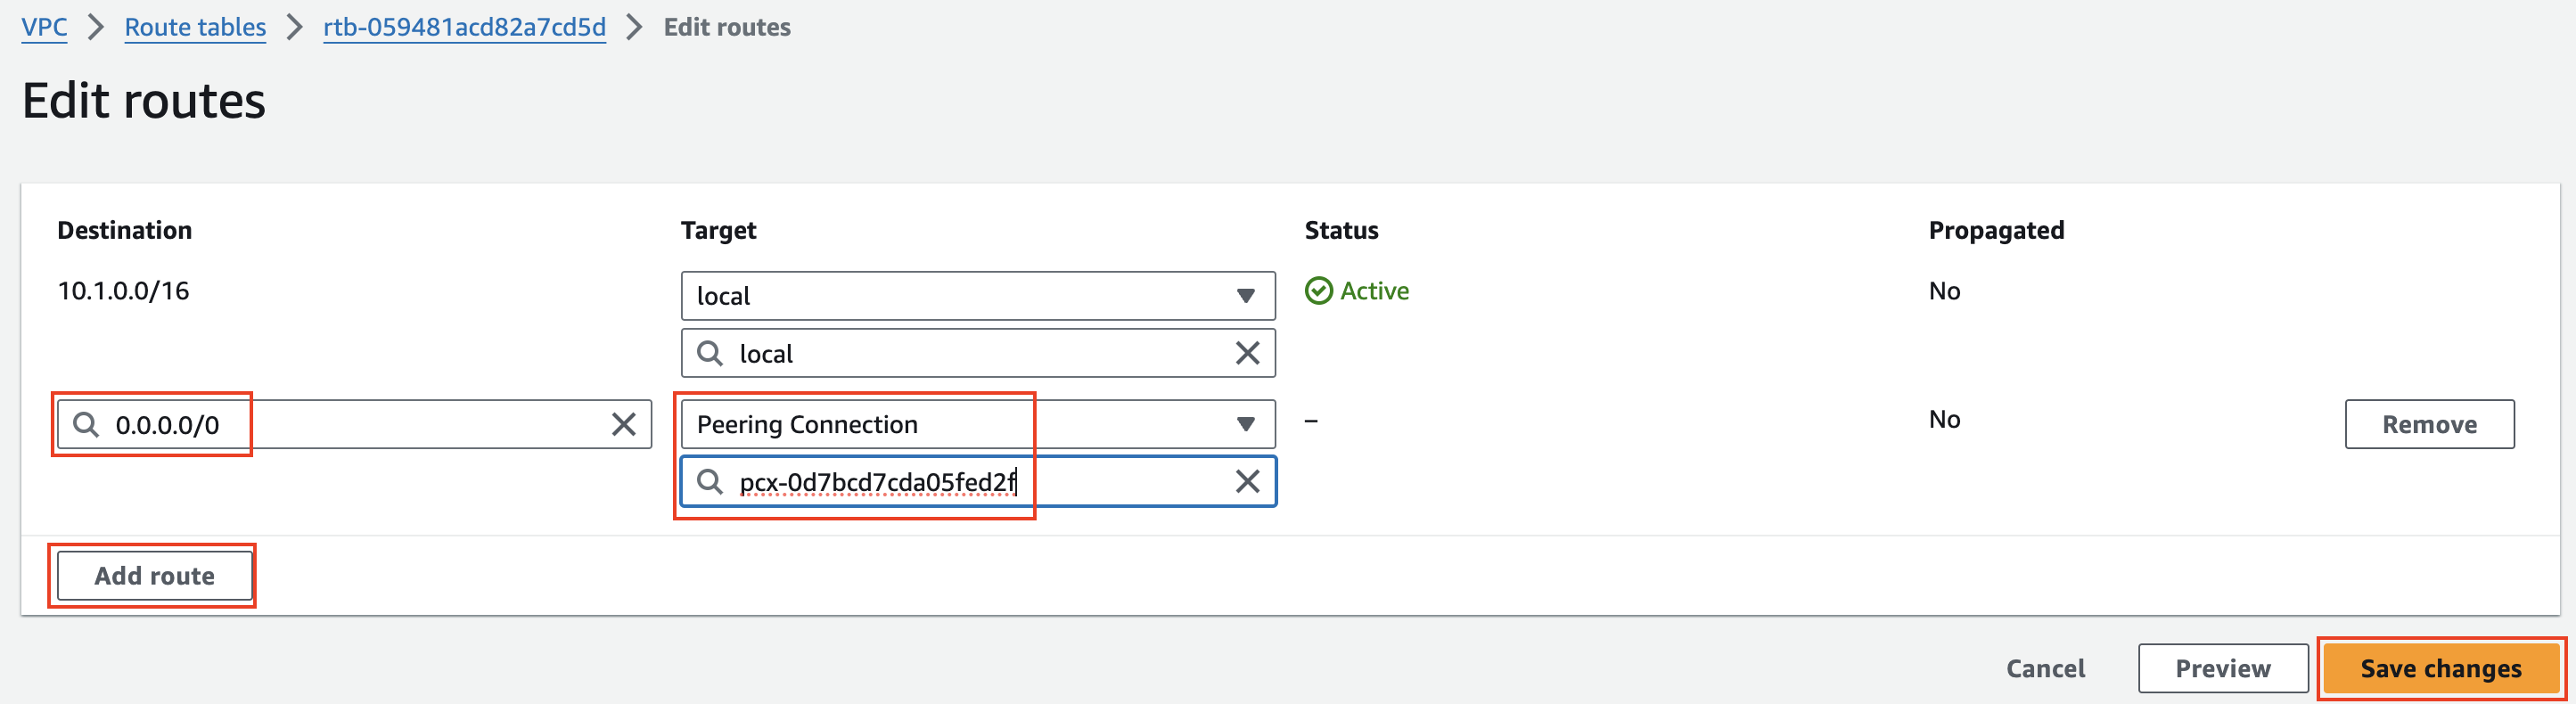 VPC > Route tables > rtb-059481acd82a7cd5d > Edit routes
Edit routes
Destination Target Status Propagated
10.1.0.0/16 local Active No
local
0.0.0.0/0 Peering Connection – No Remove
pcx-0d7bcd7cda05fed2f
Add route
Cancel Preview Save changes